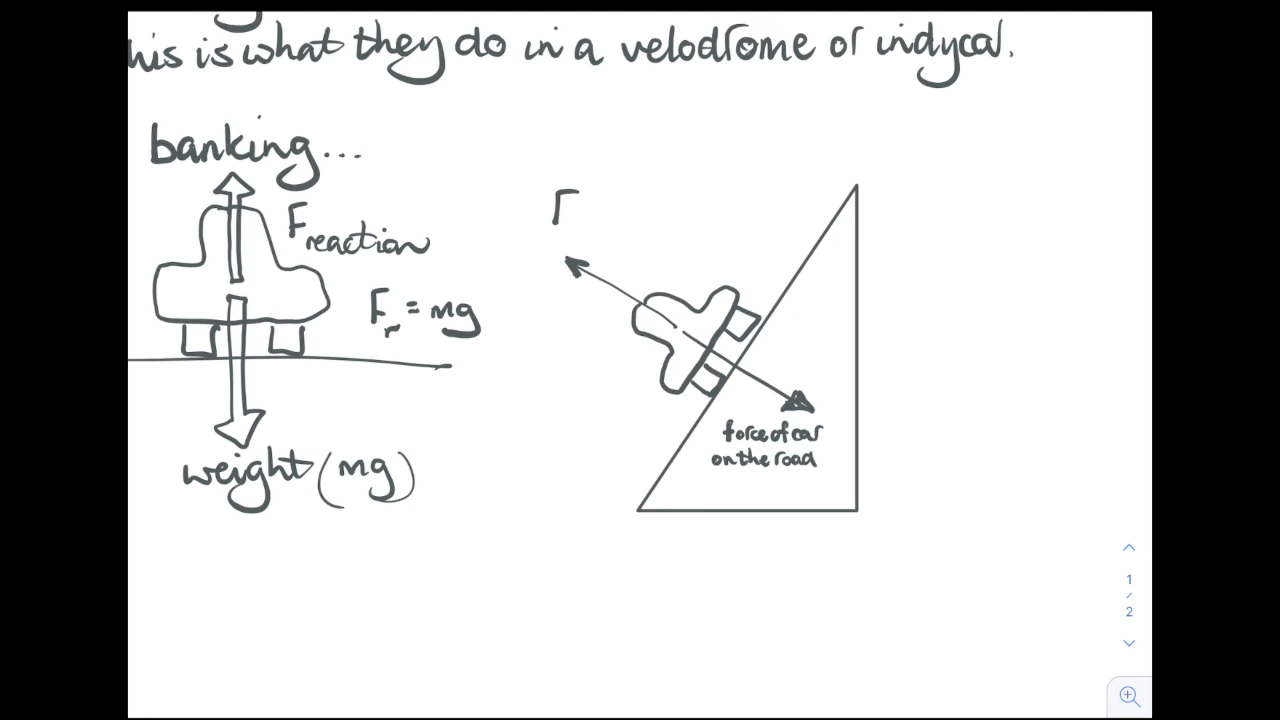 his is what they do in a velodrome or indycar.
banking...
Freaction
Fr = mg
weight (mg)
force of car
on the road
1
/
2